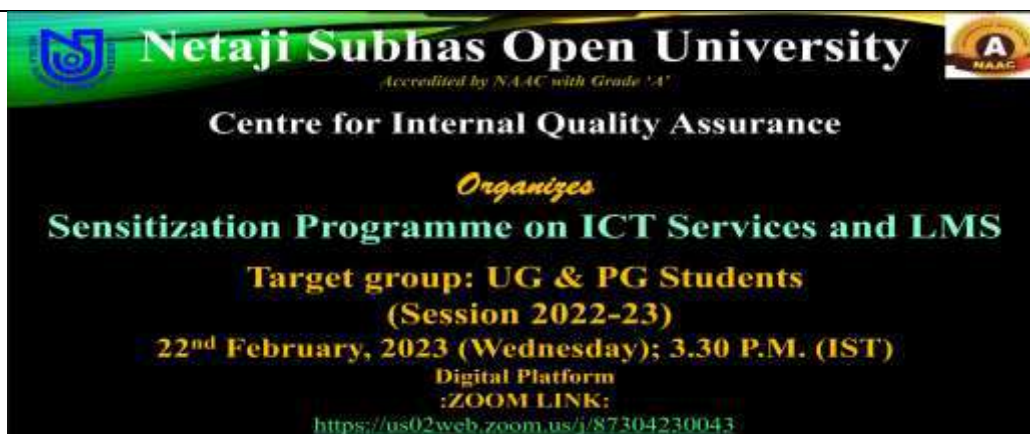 Netaji Subhas Open University
Accredited by NAAC with Grade 'A'
A
NAAC
Centre for Internal Quality Assurance
Organizes
Sensitization Programme on ICT Services and LMS
Target group: UG & PG Students
(Session 2022-23)
22nd February, 2023 (Wednesday); 3.30 P.M. (IST)
Digital Platform
:ZOOM LINK:
https://us02web.zoom.us/j/87304230043